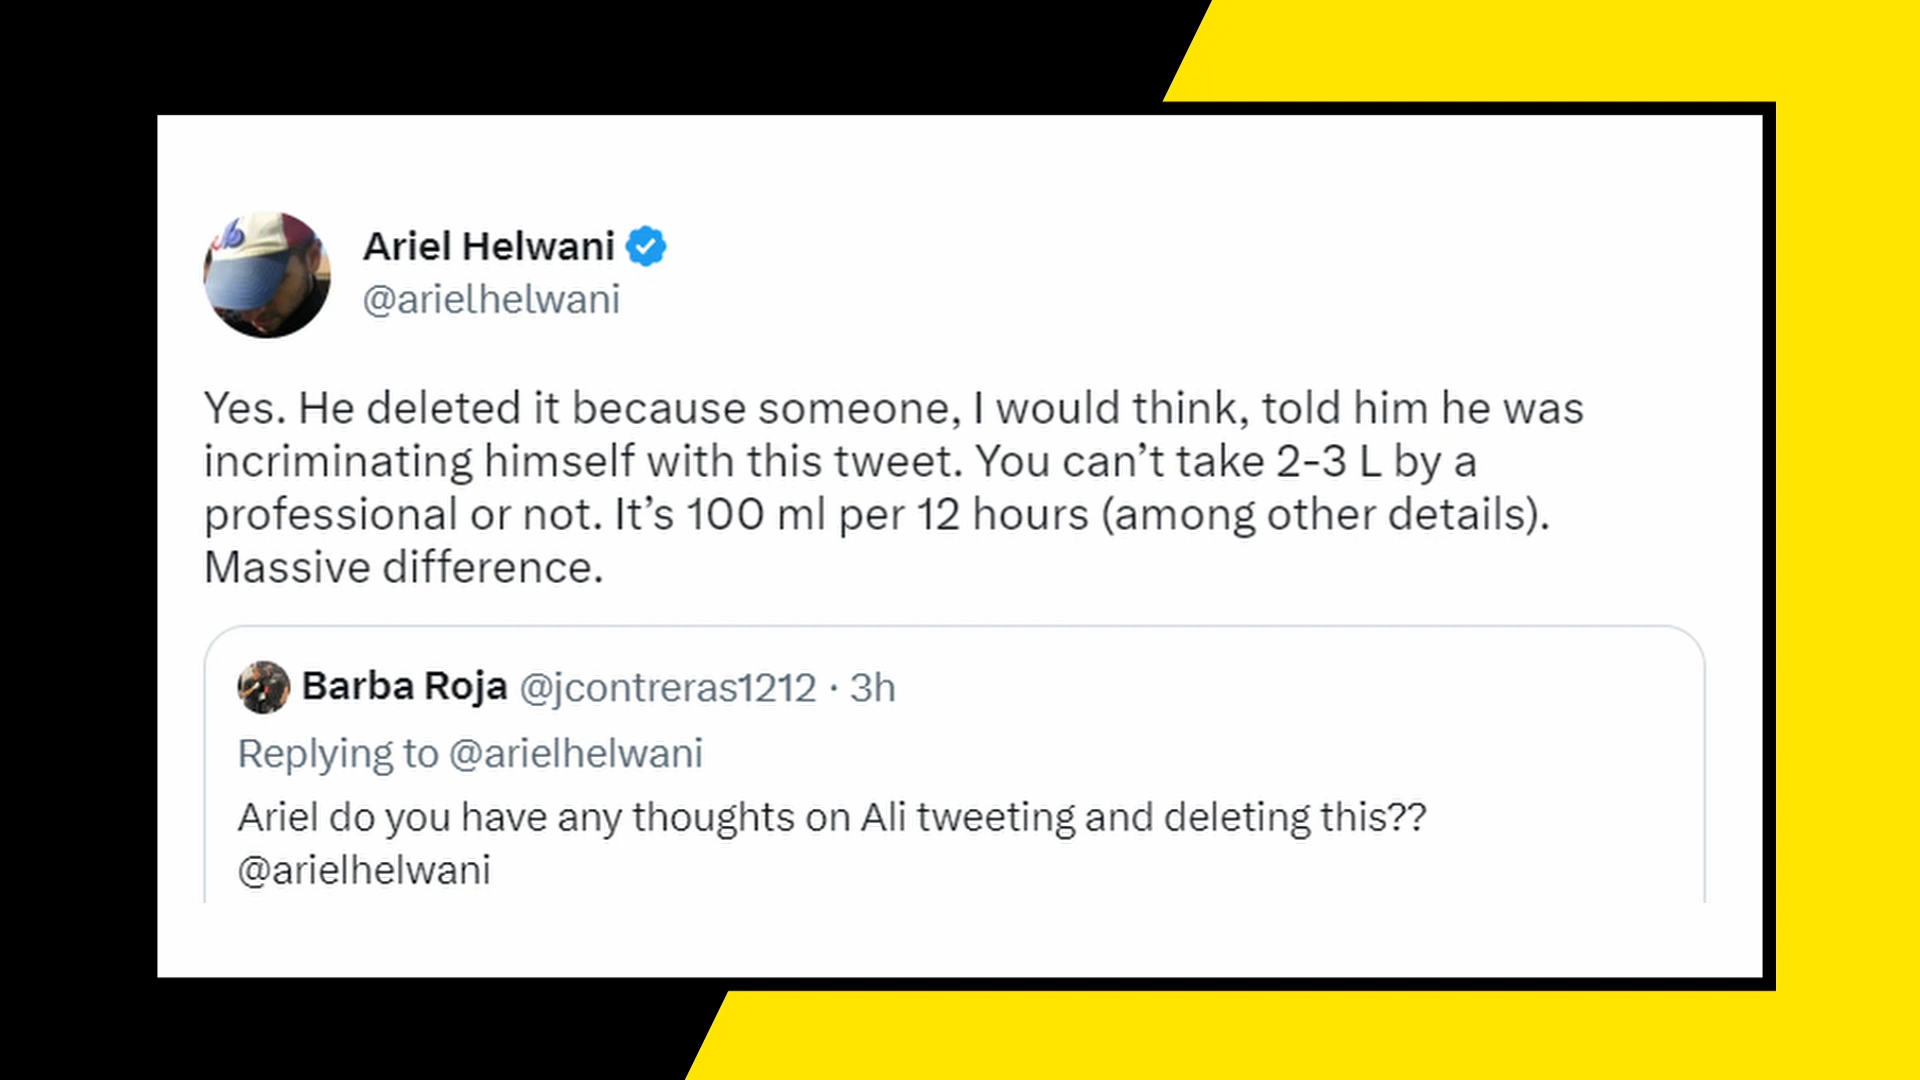 Ariel Helwani
@arielhelwani
Yes. He deleted it because someone, I would think, told him he was
incriminating himself with this tweet. You can’t take 2-3 L by a
professional or not. It’s 100 ml per 12 hours (among other details).
Massive difference.
Barba Roja @jcontreras1212 · 3h
Replying to @arielhelwani
Ariel do you have any thoughts on Ali tweeting and deleting this??
@arielhelwani